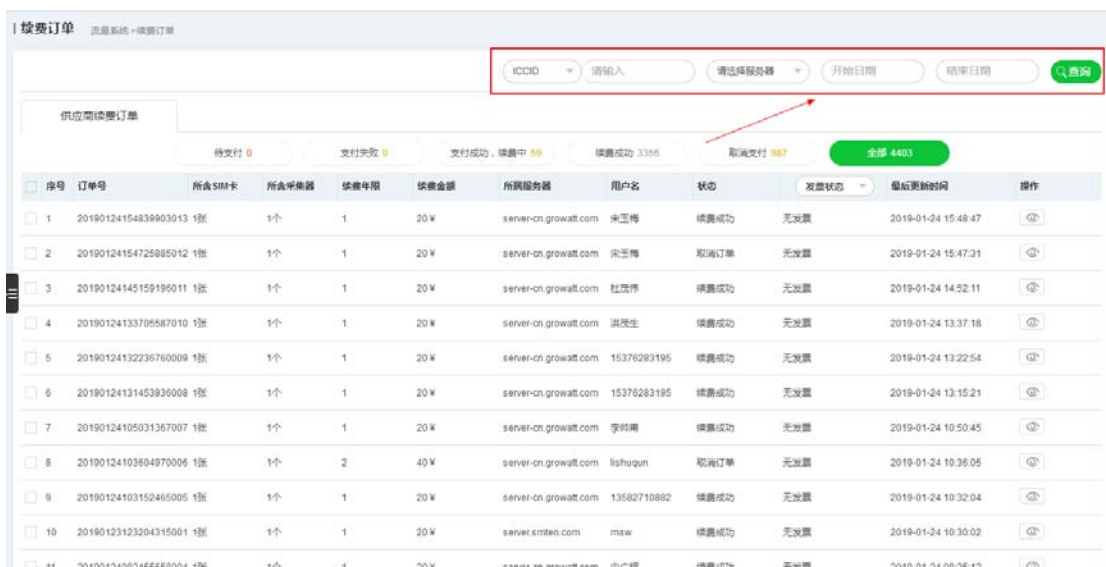 续费订单 流量系统 »续费订单
ICCID 请输入 请选择服务器 开始日期 结束日期 查询
供应商续费订单
待支付 0 支付失败 0 支付成功，续费中 59 续费成功 3356 取消支付 987 全部 4403
序号 订单号 所含SIM卡 所含采集器 续费年限 续费金额 所属服务器 用户名 状态 发票状态 最后更新时间 操作
1 20190124154839903013 1张 1个 1 20￥ server-cn.growatt.com 宋玉梅 续费成功 无发票 2019-01-24 15:48:47
2 20190124154725885012 1张 1个 1 20￥ server-cn.growatt.com 宋玉梅 取消订单 无发票 2019-01-24 15:47:31
3 20190124145159196011 1张 1个 1 20￥ server-cn.growatt.com 杜茂伟 续费成功 无发票 2019-01-24 14:52:11
4 20190124133705587010 1张 1个 1 20￥ server-cn.growatt.com 洪茂生 续费成功 无发票 2019-01-24 13:37:18
5 20190124132236760009 1张 1个 1 20￥ server-cn.growatt.com 15376283195 续费成功 无发票 2019-01-24 13:22:54
6 20190124131453936008 1张 1个 1 20￥ server-cn.growatt.com 15376283195 续费成功 无发票 2019-01-24 13:15:21
7 20190124105031367007 1张 1个 1 20￥ server-cn.growatt.com 续费成功 无发票 2019-01-24 10:50:45
8 20190124103604970006 1张 1个 2 40￥ server-cn.growatt.com lishuqun 取消订单 无发票 2019-01-24 10:36:05
9 20190124103152465005 1张 1个 1 20￥ server-cn.growatt.com 13582710882 续费成功 无发票 2019-01-24 10:32:04
10 20190123123204315001 1张 1个 1 20￥ server.smten.com msw 续费成功 无发票 2019-01-24 10:30:02